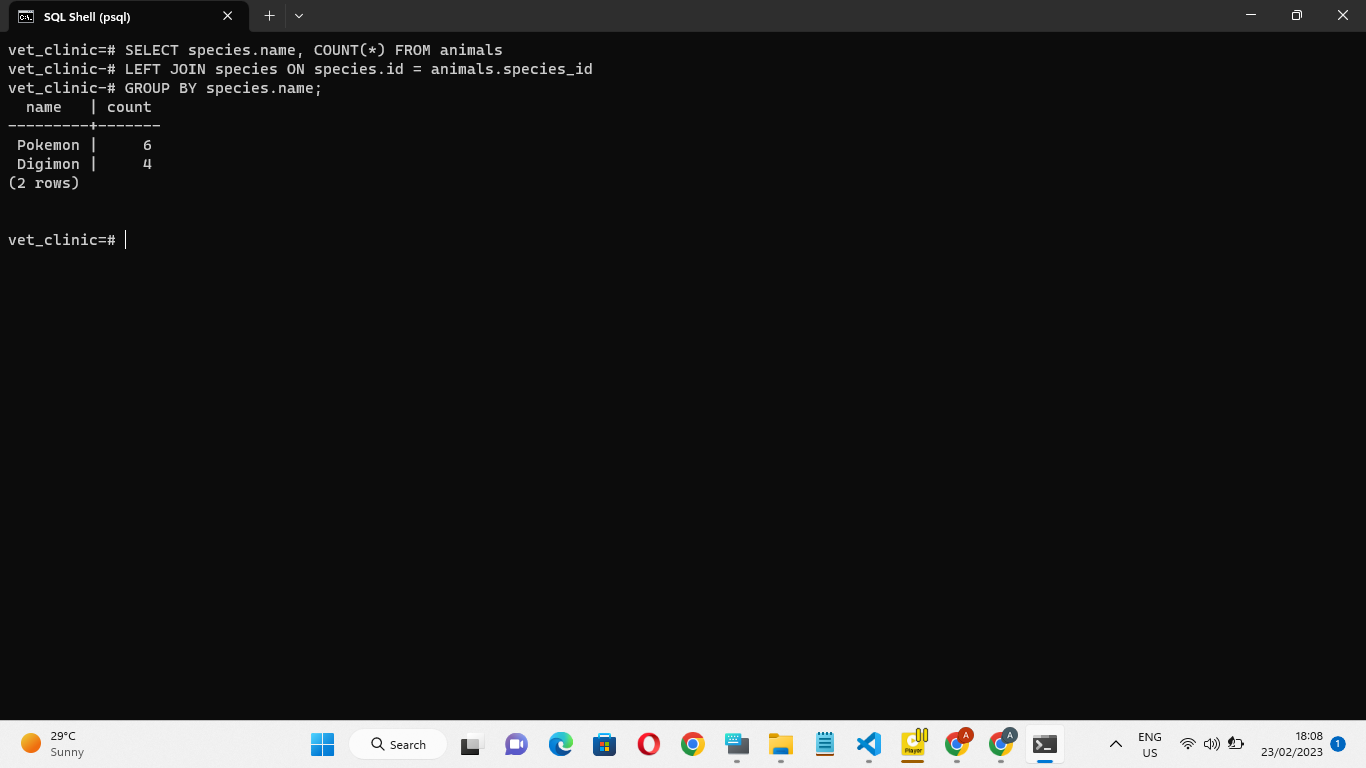 SQL Shell (psql)
vet_clinic=# SELECT species.name, COUNT(*) FROM animals
vet_clinic-# LEFT JOIN species ON species.id = animals.species_id
vet_clinic-# GROUP BY species.name;
  name   | count
---------+-------
 Pokemon |     6
 Digimon |     4
(2 rows)
vet_clinic=#
29°C
Sunny
Search
Player
A
A
ENG
US
18:08
23/02/2023
1